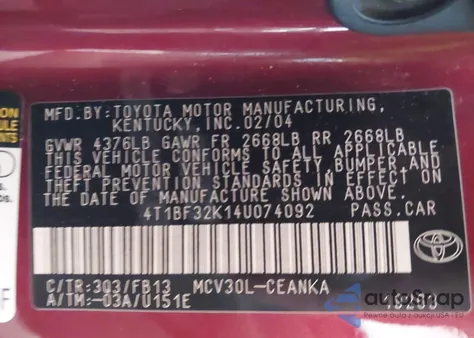 MFD.BY:TOYOTA MOTOR MANUFACTURING,
KENTUCKY, INC.02/04
GVWR 4376LB GAWR FR 2668LB RR 2668LB
THIS VEHICLE CONFORMS TO ALL APPLICABLE
FEDERAL MOTOR VEHICLE SAFETY, BUMPER, AND
THEFT PREVENTION STANDARDS IN EFFECT ON
THE DATE OF MANUFACTURE SHOWN ABOVE.
4T1BF32K14U074092 PASS.CAR
TOYOTA
C/TR:3Q3/FB13 MCV30L-CEANKA
A/TM:-03A/U151E
autoSnap